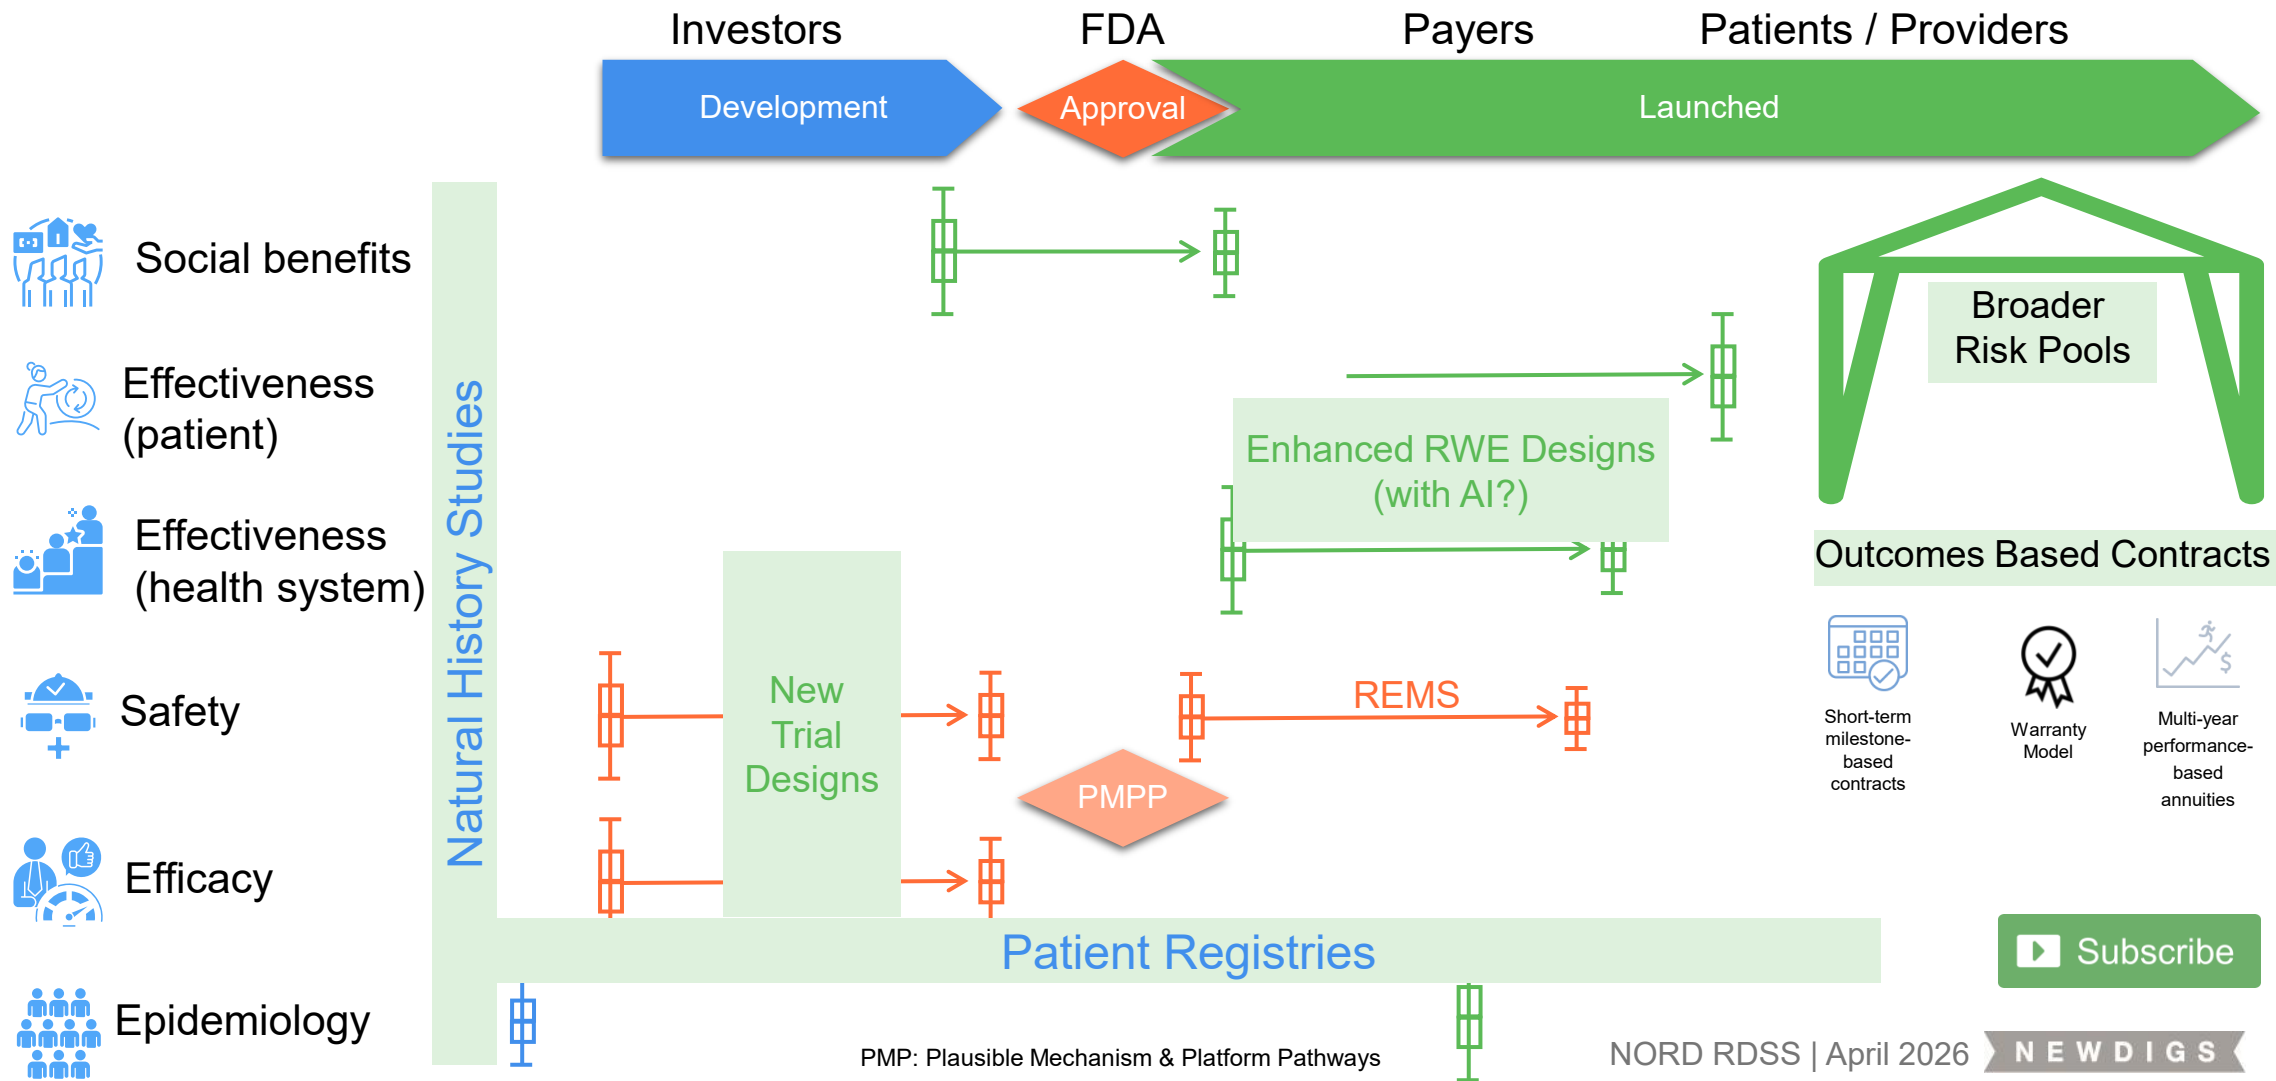 Investors
FDA
Payers
Patients / Providers
Development
Approval
Launched
Social benefits
Effectiveness
(patient)
Effectiveness
(health system)
Safety
Efficacy
Epidemiology
Natural History Studies
New
Trial
Designs
Enhanced RWE Designs
(with AI?)
REMS
PMPP
Broader
Risk Pools
Outcomes Based Contracts
Short-term
milestone-
based
contracts
Warranty
Model
Multi-year
performance-
based
annuities
$
Patient Registries
Subscribe
PMP: Plausible Mechanism & Platform Pathways
NORD RDSS | April 2026
NEWDIGS